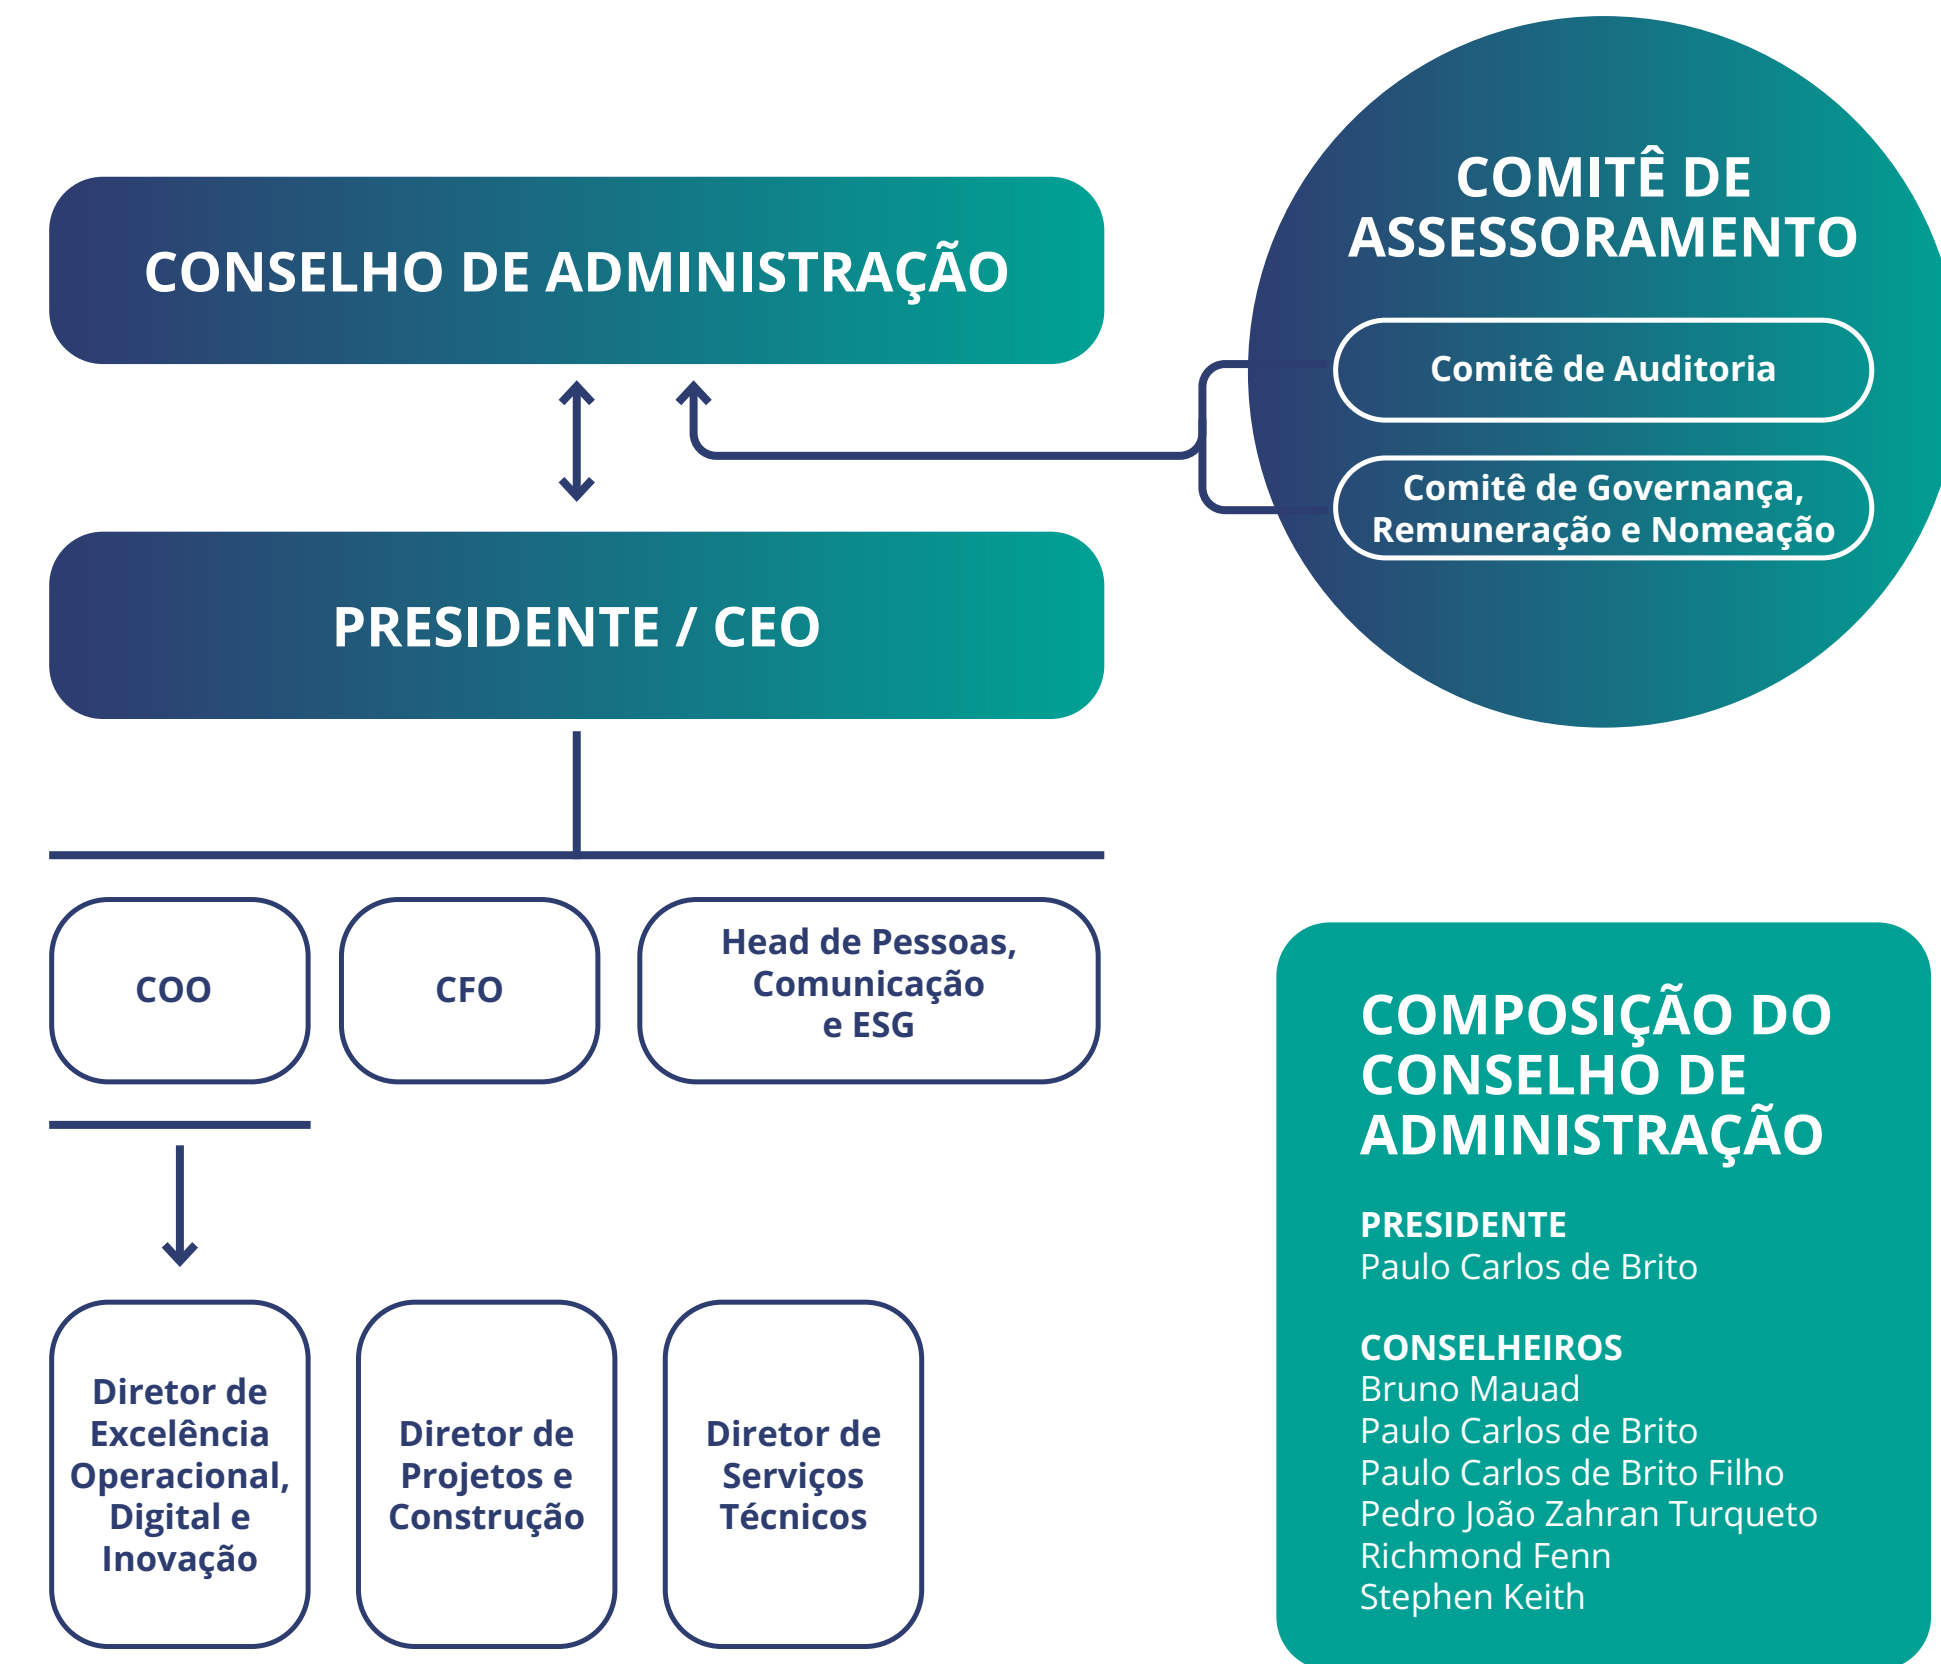 CONSELHO DE ADMINISTRAÇÃO
COMITÊ DE
ASSESSORAMENTO
Comitê de Auditoria
Comitê de Governança,
Remuneração e Nomeação
PRESIDENTE / CEO
COO
CFO
Head de Pessoas,
Comunicação
e ESG
Diretor de
Excelência
Operacional,
Digital e
Inovação
Diretor de
Projetos e
Construção
Diretor de
Serviços
Técnicos
COMPOSIÇÃO DO
CONSELHO DE
ADMINISTRAÇÃO
PRESIDENTE
Paulo Carlos de Brito
CONSELHEIROS
Bruno Mauad
Paulo Carlos de Brito
Paulo Carlos de Brito Filho
Pedro João Zahran Turqueto
Richmond Fenn
Stephen Keith